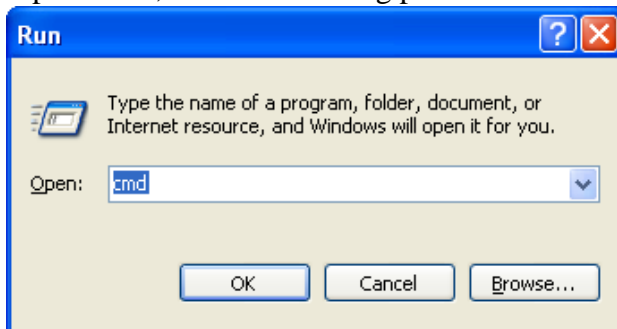 Run
Type the name of a program, folder, document, or
Internet resource, and Windows will open it for you.
Open: cmd
OK Cancel Browse...